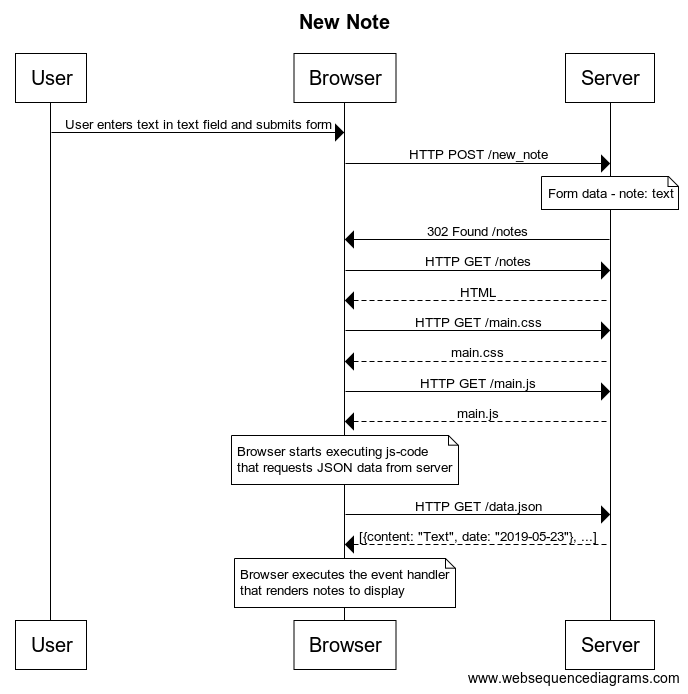 New Note
User Browser Server
User enters text in text field and submits form
HTTP POST /new_note
Form data - note: text
302 Found /notes
HTTP GET /notes
HTML
HTTP GET /main.css
main.css
HTTP GET /main.js
main.js
Browser starts executing js-code
that requests JSON data from server
HTTP GET /data.json
[{content: "Text", date: "2019-05-23"}, ...]
Browser executes the event handler
that renders notes to display
User Browser Server
www.websequencediagrams.com